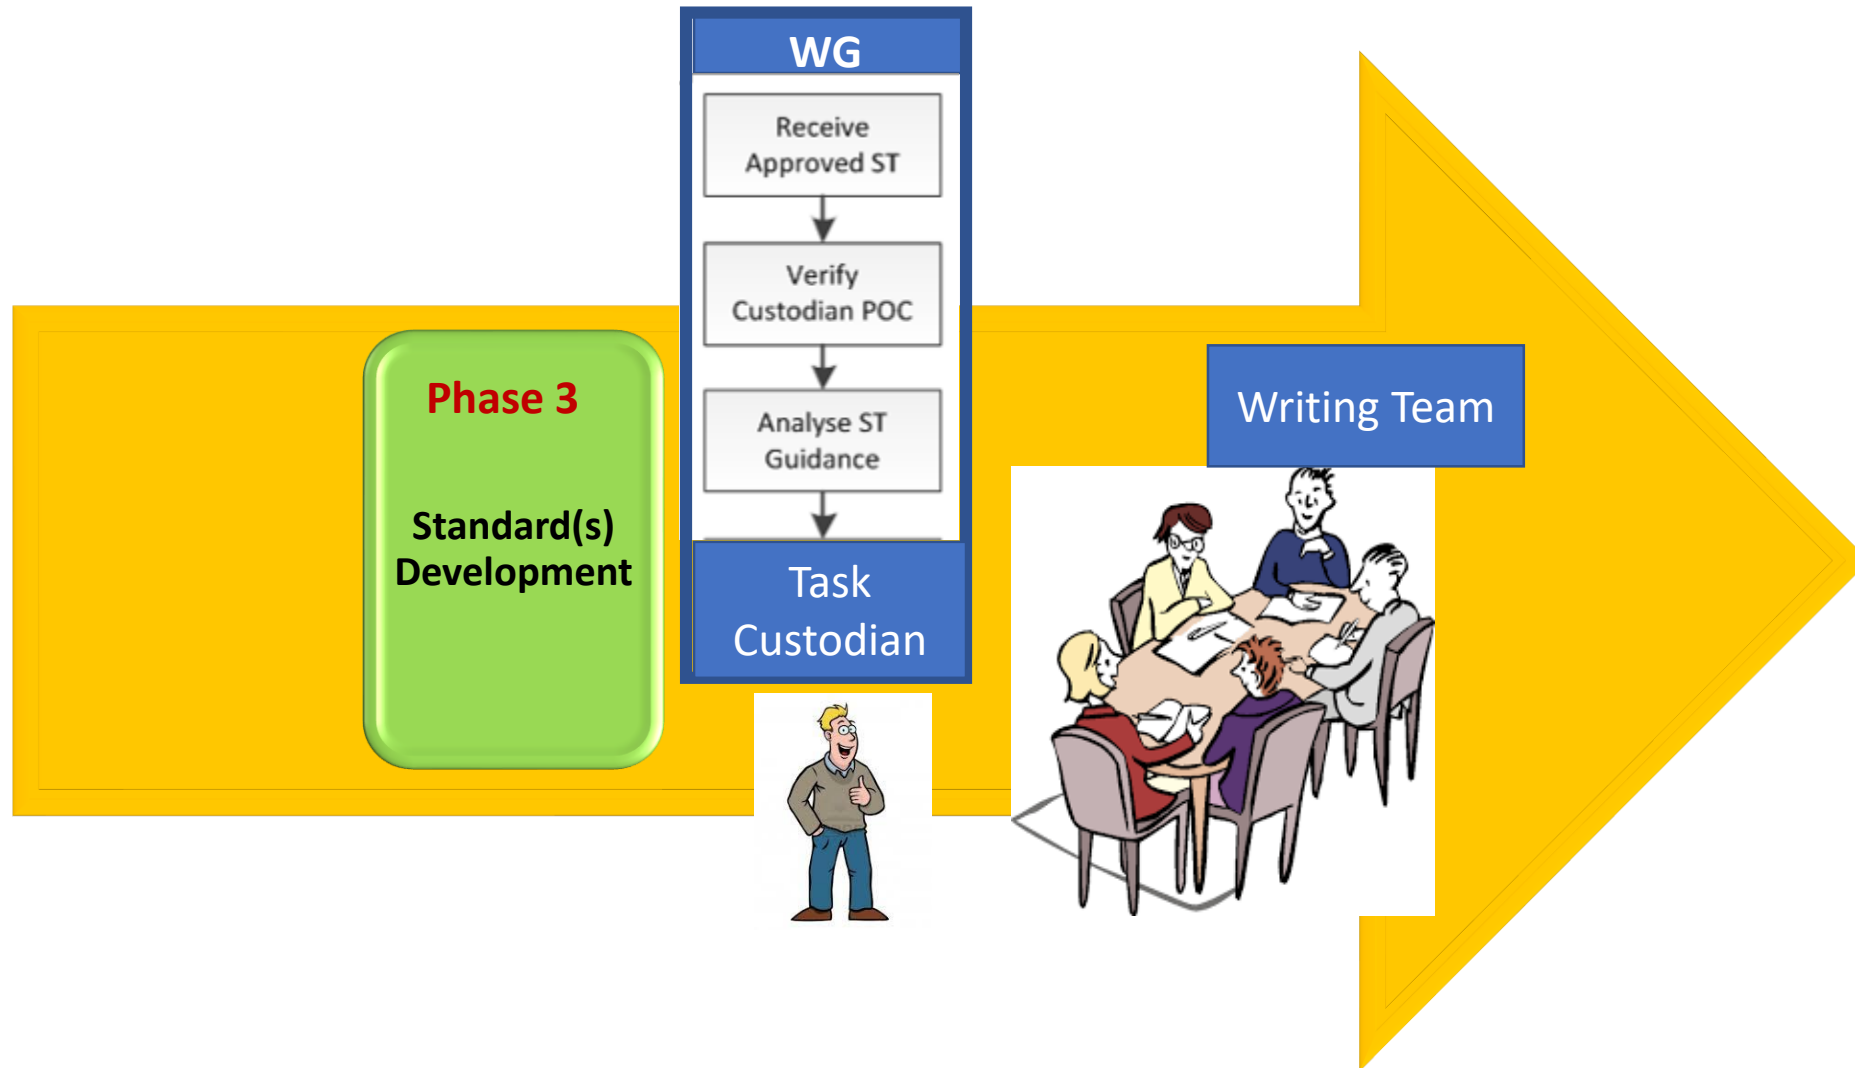 WG
Receive
Approved ST
Verify
Custodian POC
Analyse ST
Guidance
Task
Custodian
Phase 3
Standard(s)
Development
Writing Team